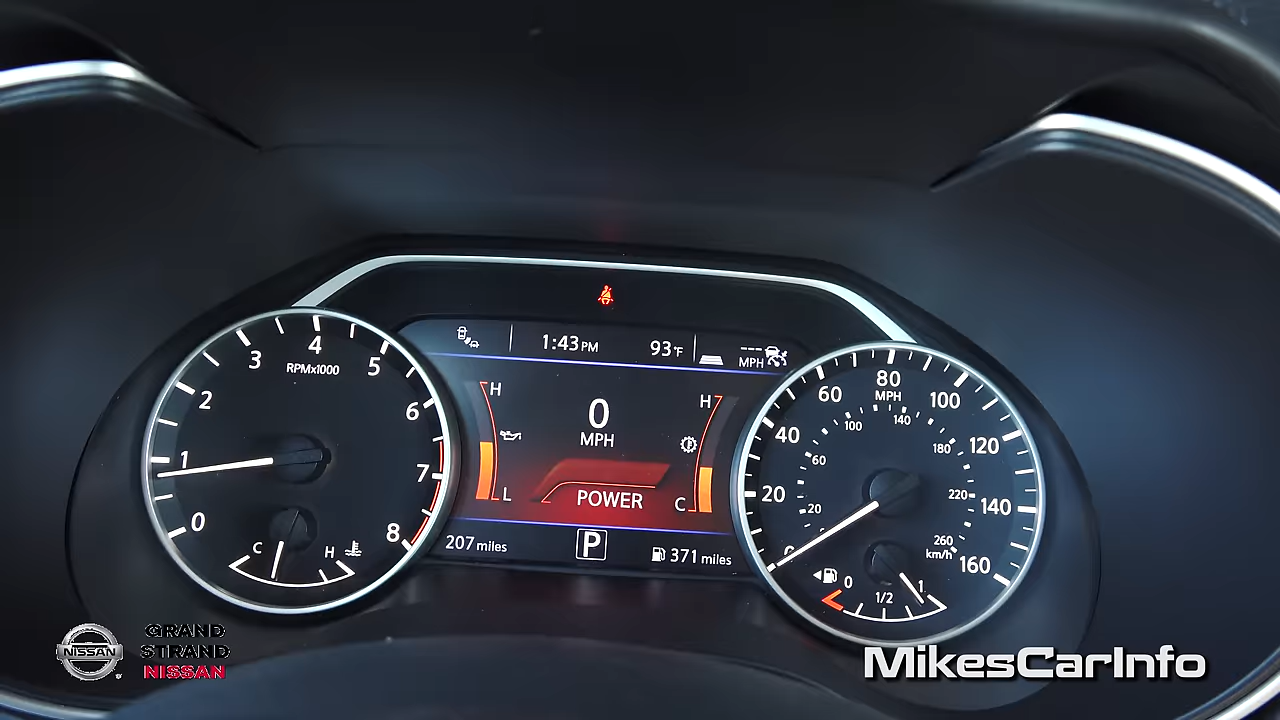 1:43 PM
93°F
--- MPH
0
1
2
3
4
5
6
7
8
RPMx1000
C
H
H
L
0
MPH
POWER
H
C
207 miles
P
371 miles
0
20
40
60
80
100
120
140
160
MPH
20
60
100
140
180
220
260
km/h
0
1/2
1
NISSAN
GRAND
STRAND
NISSAN
MikesCarInfo